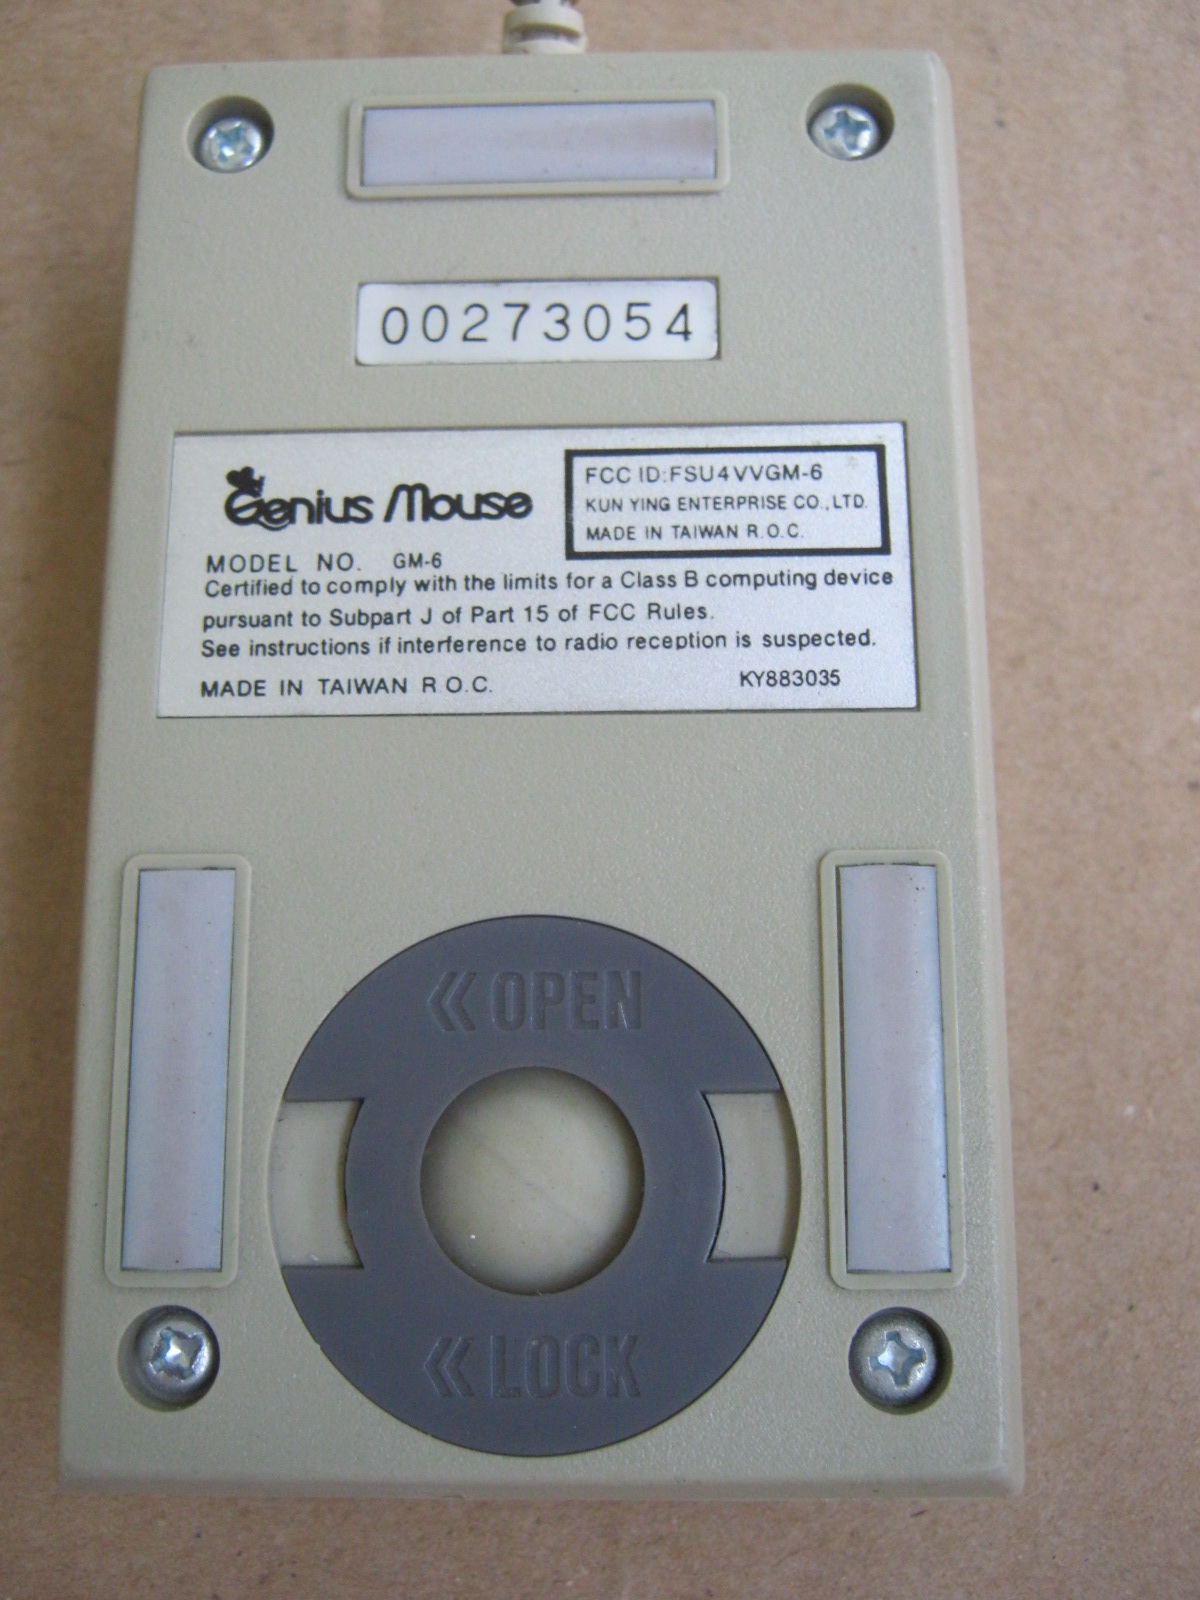 00273054
Genius Mouse
FCC ID:FSU4VVGM-6
KUN YING ENTERPRISE CO., LTD.
MADE IN TAIWAN R.O.C.
MODEL NO. GM-6
Certified to comply with the limits for a Class B computing device
pursuant to Subpart J of Part 15 of FCC Rules.
See instructions if interference to radio reception is suspected.
MADE IN TAIWAN R.O.C. KY883035
OPEN
LOCK